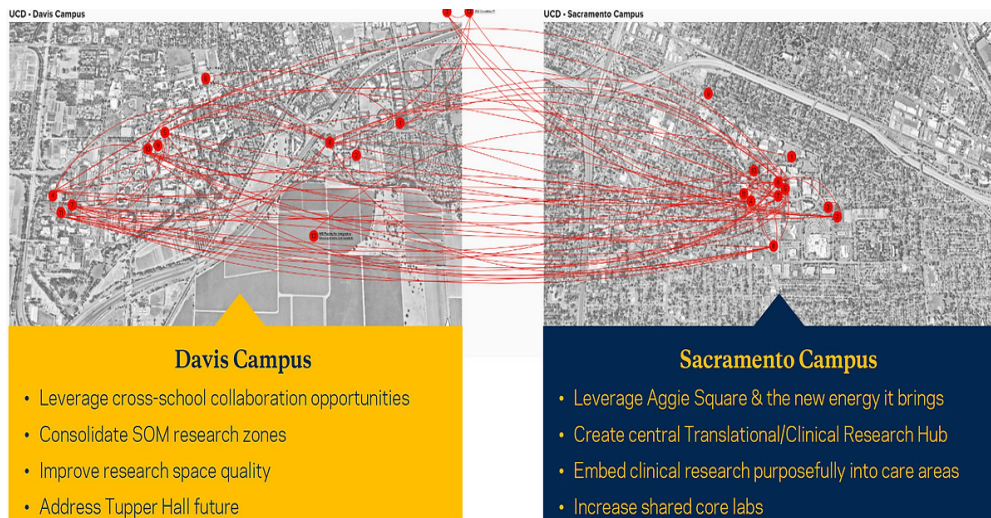 UCD - Davis Campus
UCD - Sacramento Campus
Davis Campus
• Leverage cross-school collaboration opportunities
• Consolidate SOM research zones
• Improve research space quality
• Address Tupper Hall future
Sacramento Campus
• Leverage Aggie Square & the new energy it brings
• Create central Translational/Clinical Research Hub
• Embed clinical research purposefully into care areas
• Increase shared core labs